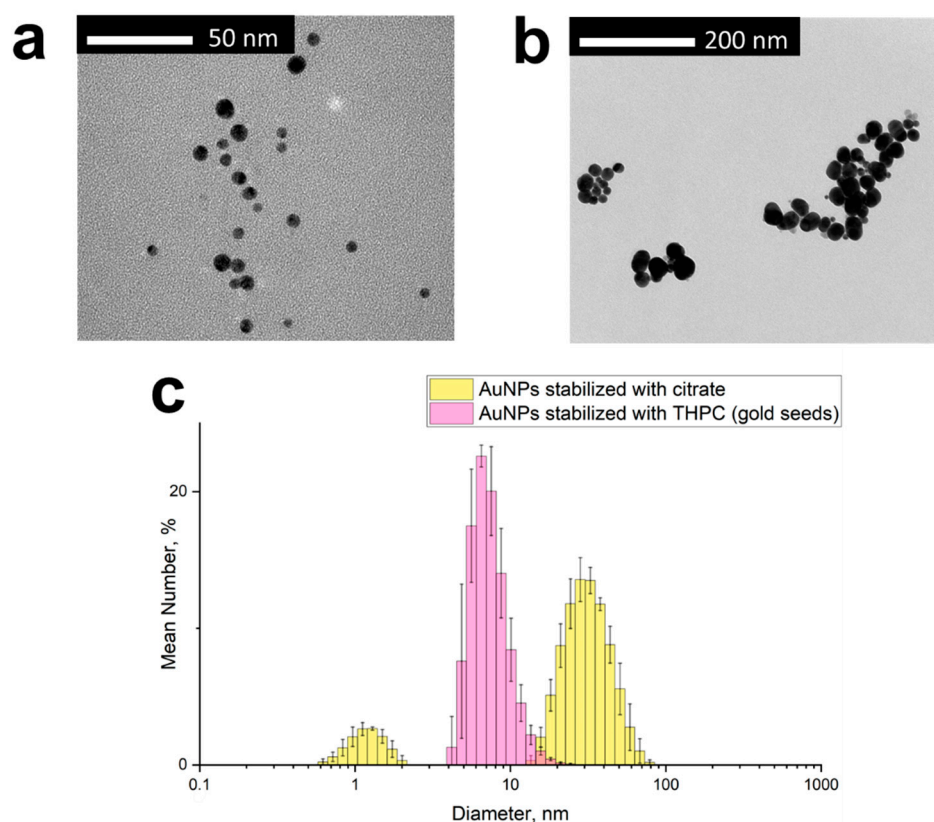 a
50 nm
b
200 nm
c
AuNPs stabilized with citrate
AuNPs stabilized with THPC (gold seeds)
20
0
Mean Number, %
0.1 1 10 100 1000
Diameter, nm